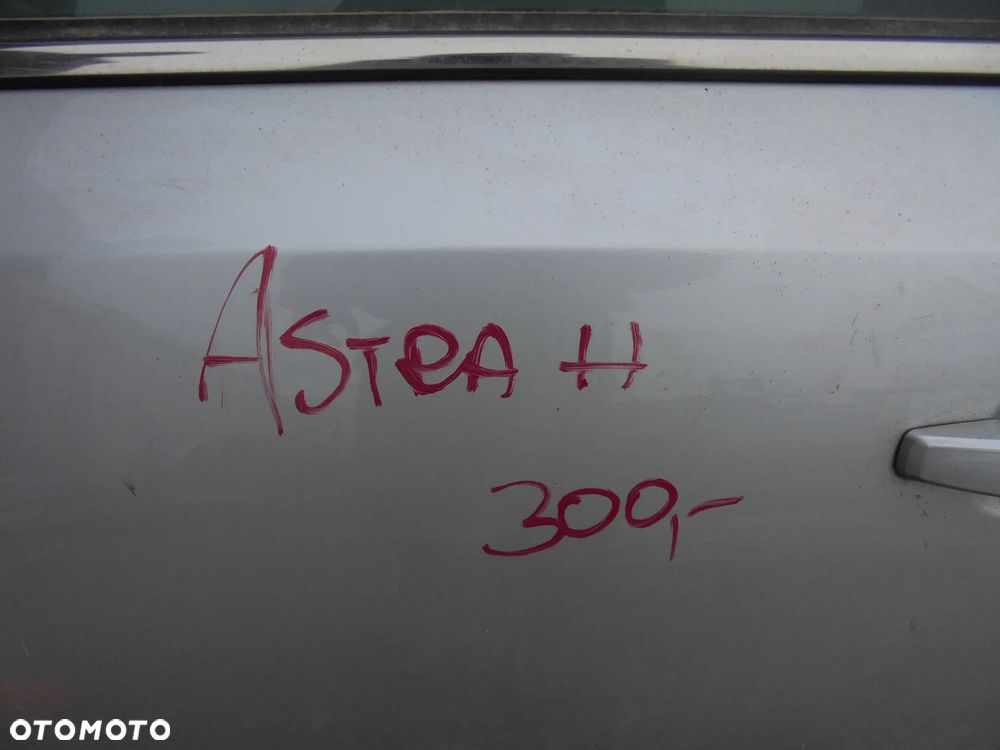 ASTRA H
300,-
OTOMOTO